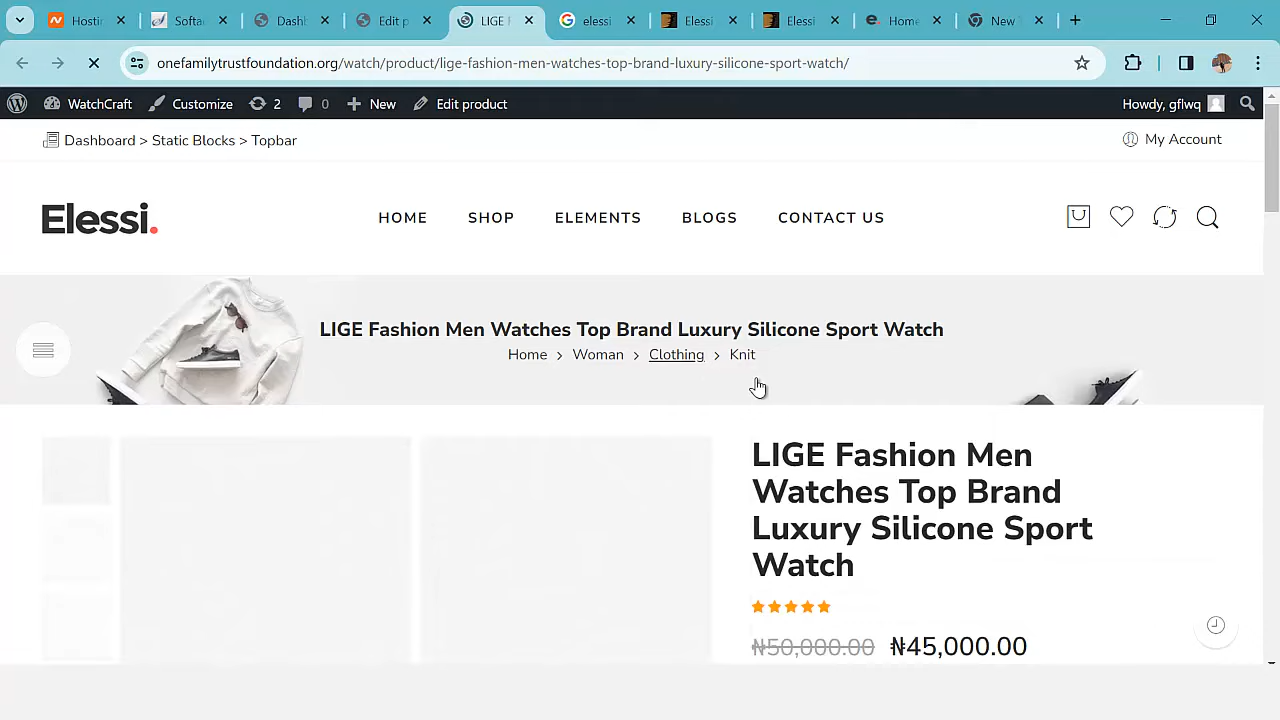 Hostin
Softac
Dashb
Edit p
LIGE F
elessi
Elessi
Elessi
Home
New T
onefamilytrustfoundation.org/watch/product/lige-fashion-men-watches-top-brand-luxury-silicone-sport-watch/
WatchCraft Customize 2 0 New Edit product Howdy, gflwq
Dashboard > Static Blocks > Topbar My Account
Elessi. HOME SHOP ELEMENTS BLOGS CONTACT US
LIGE Fashion Men Watches Top Brand Luxury Silicone Sport Watch
Home > Woman > Clothing > Knit
LIGE Fashion Men
Watches Top Brand
Luxury Silicone Sport
Watch
₦50,000.00 ₦45,000.00